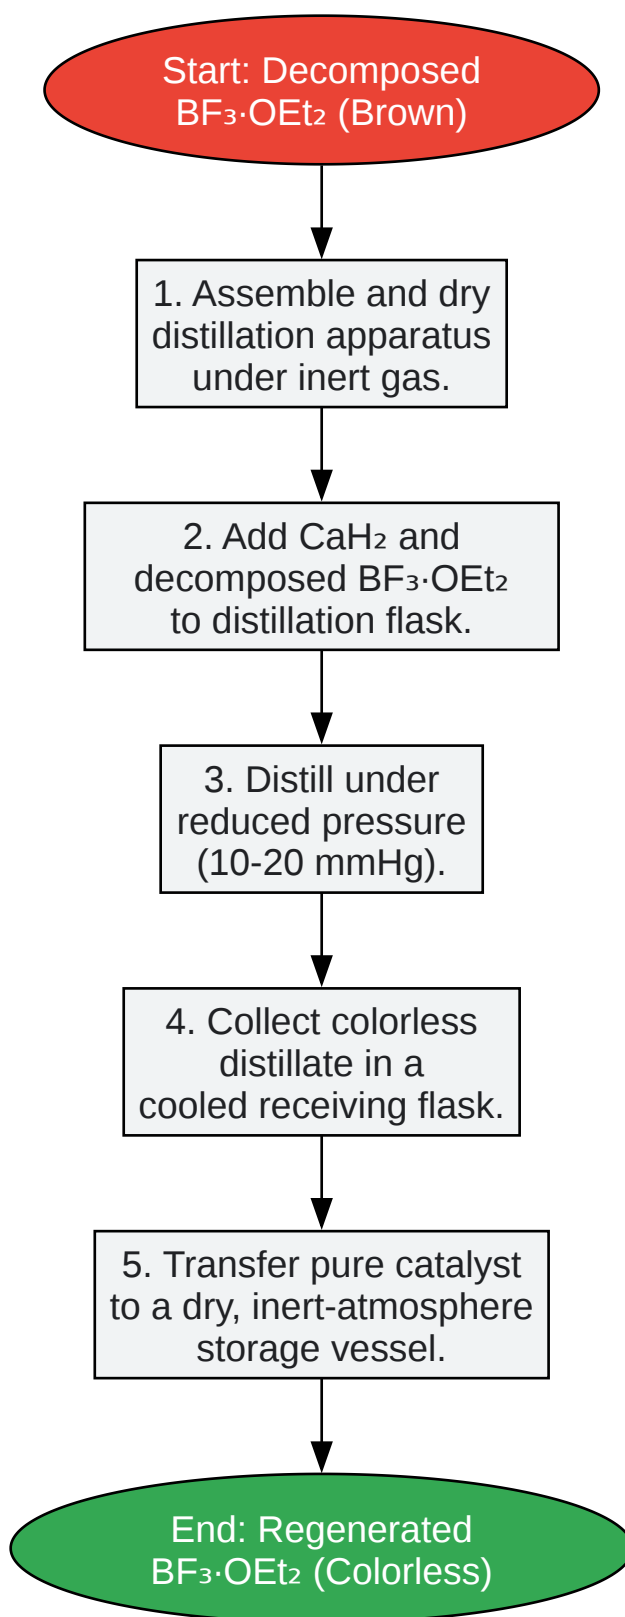 Start: Decomposed
BF₃·OEt₂ (Brown)
1. Assemble and dry
distillation apparatus
under inert gas.
2. Add CaH₂ and
decomposed BF₃·OEt₂
to distillation flask.
3. Distill under
reduced pressure
(10-20 mmHg).
4. Collect colorless
distillate in a
cooled receiving flask.
5. Transfer pure catalyst
to a dry, inert-atmosphere
storage vessel.
End: Regenerated
BF₃·OEt₂ (Colorless)